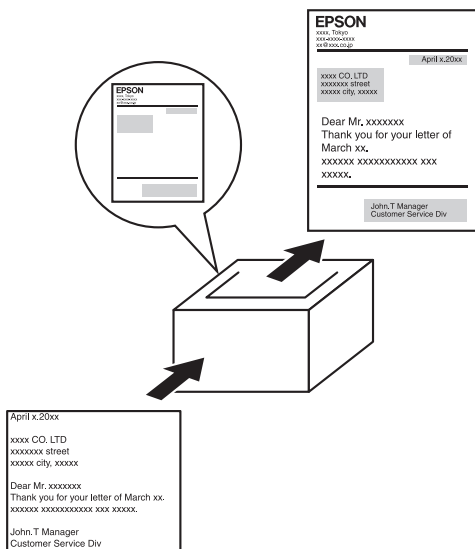 EPSON
xxxx, Tokyo
xxx-xxxx-xxxx
xx@xxx.co.jp
April x.20xx
xxxx CO, LTD
xxxxxxx street
xxxxx city, xxxxx
Dear Mr. xxxxxxx
Thank you for your letter of
March xx.
xxxxxx xxxxxxxxxxx xxx
xxxxx.
John.T Manager
Customer Service Div
EPSON
xxxx, Tokyo
April x.20xx
xxxx CO. LTD
xxxxxxx street
xxxxx city, xxxxx
Dear Mr. xxxxxxx
Thank you for your letter of March xx.
xxxxxx xxxxxxxxxxx xxx xxxxx.
John.T Manager
Customer Service Div